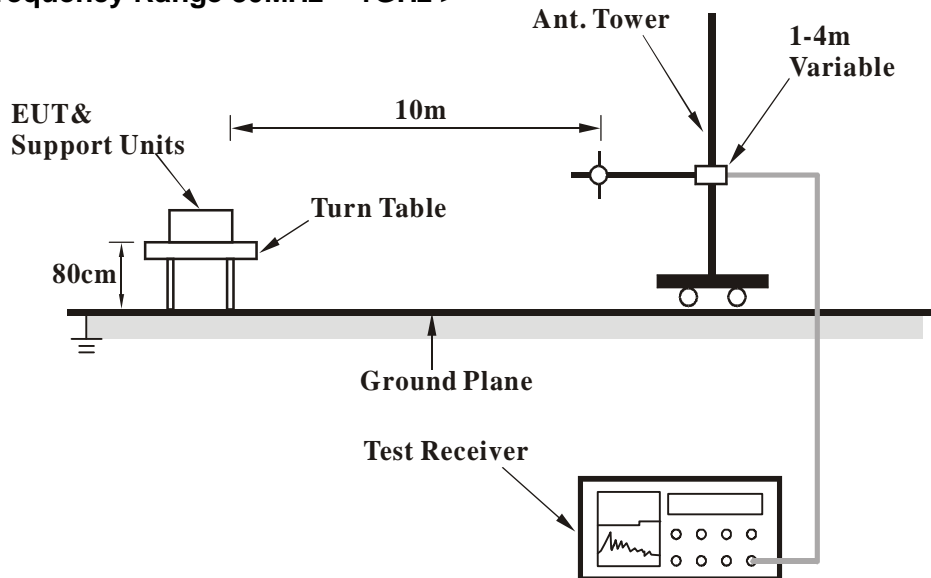 Ant. Tower
1-4m
Variable
10m
EUT&
Support Units
Turn Table
80cm
Ground Plane
Test Receiver